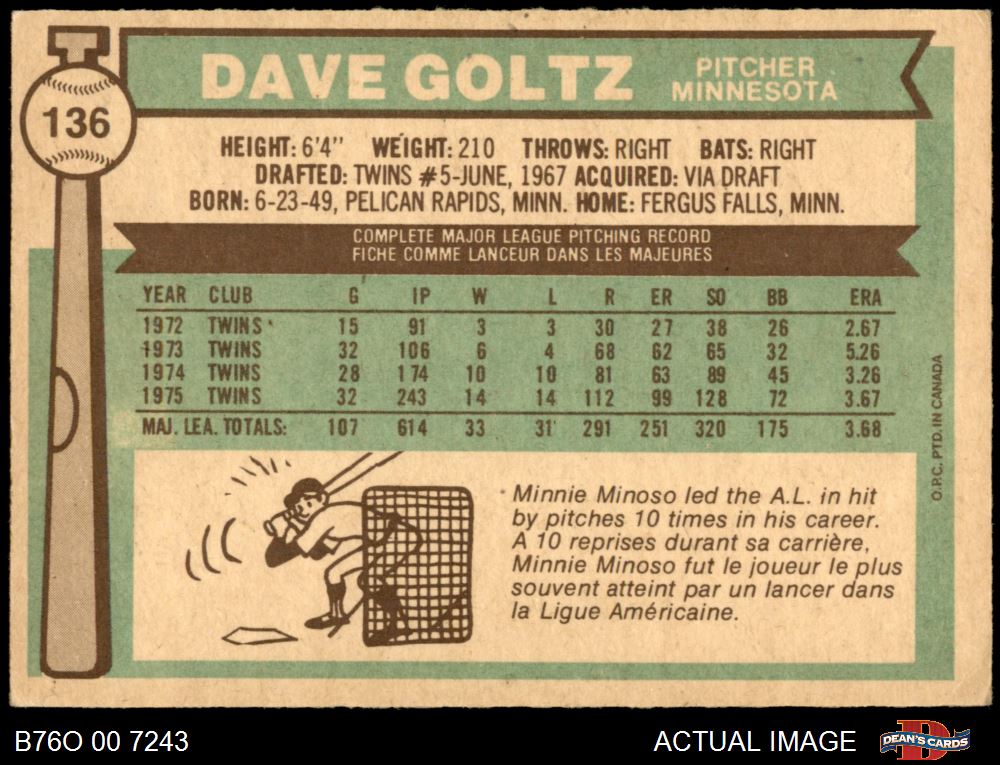 136
DAVE GOLTZ
PITCHER
MINNESOTA
HEIGHT: 6'4" WEIGHT: 210 THROWS: RIGHT BATS: RIGHT
DRAFTED: TWINS #5-JUNE, 1967 ACQUIRED: VIA DRAFT
BORN: 6-23-49, PELICAN RAPIDS, MINN. HOME: FERGUS FALLS, MINN.
COMPLETE MAJOR LEAGUE PITCHING RECORD
FICHE COMME LANCEUR DANS LES MAJEURES
YEAR CLUB G IP W L R ER SO BB ERA
1972 TWINS 15 91 3 3 30 27 38 26 2.67
1973 TWINS 32 106 6 4 68 62 65 32 5.26
1974 TWINS 28 174 10 10 81 63 89 45 3.26
1975 TWINS 32 243 14 14 112 99 128 72 3.67
MAJ. LEA. TOTALS: 107 614 33 31 291 251 320 175 3.68
Minnie Minoso led the A.L. in hit
by pitches 10 times in his career.
A 10 reprises durant sa carrière,
Minnie Minoso fut le joueur le plus
souvent atteint par un lancer dans
la Ligue Américaine.
O.P.C. PTD. IN CANADA
B76O 00 7243
ACTUAL IMAGE
D
DEAN'S CARDS